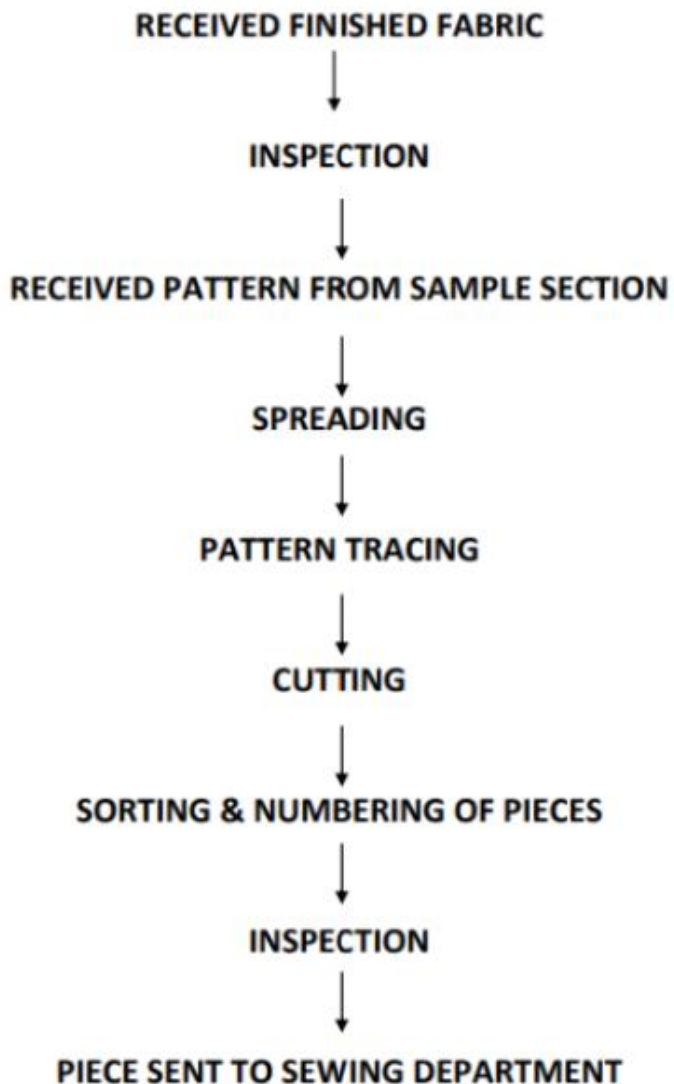 RECEIVED FINISHED FABRIC
INSPECTION
RECEIVED PATTERN FROM SAMPLE SECTION
SPREADING
PATTERN TRACING
CUTTING
SORTING & NUMBERING OF PIECES
INSPECTION
PIECE SENT TO SEWING DEPARTMENT